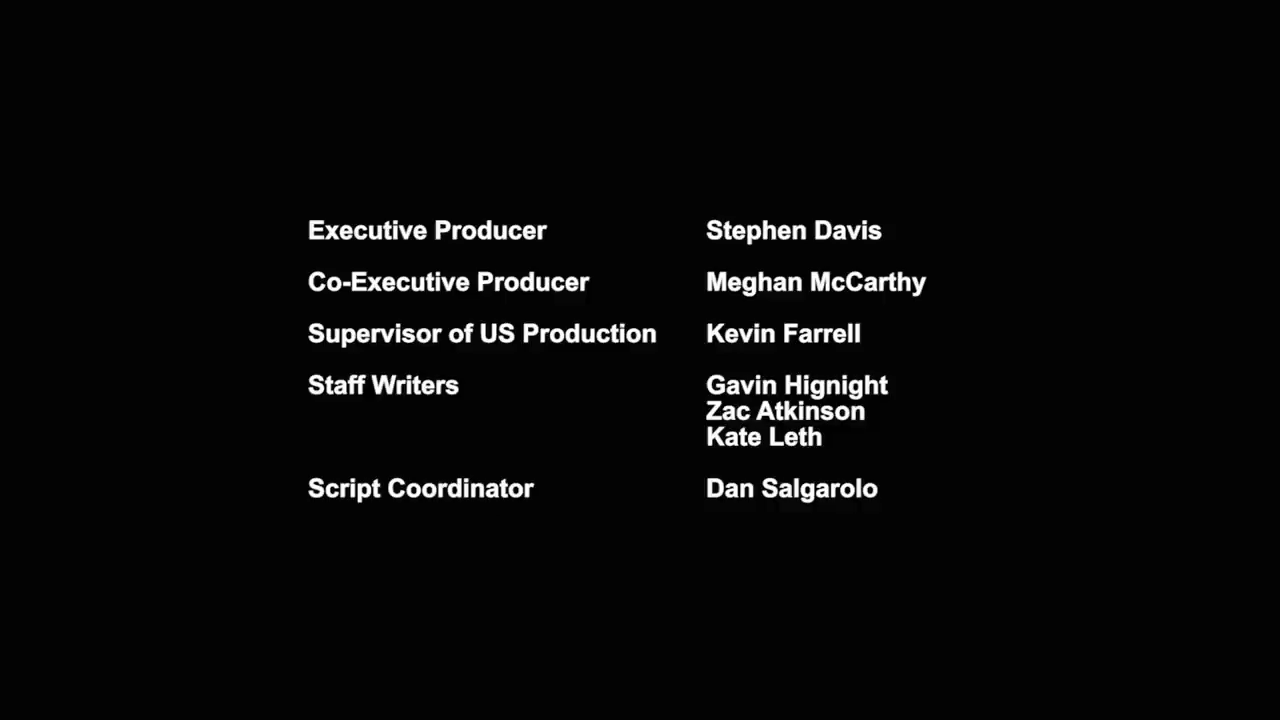 Executive Producer Stephen Davis
Co-Executive Producer Meghan McCarthy
Supervisor of US Production Kevin Farrell
Staff Writers Gavin Hignight
Zac Atkinson
Kate Leth
Script Coordinator Dan Salgarolo